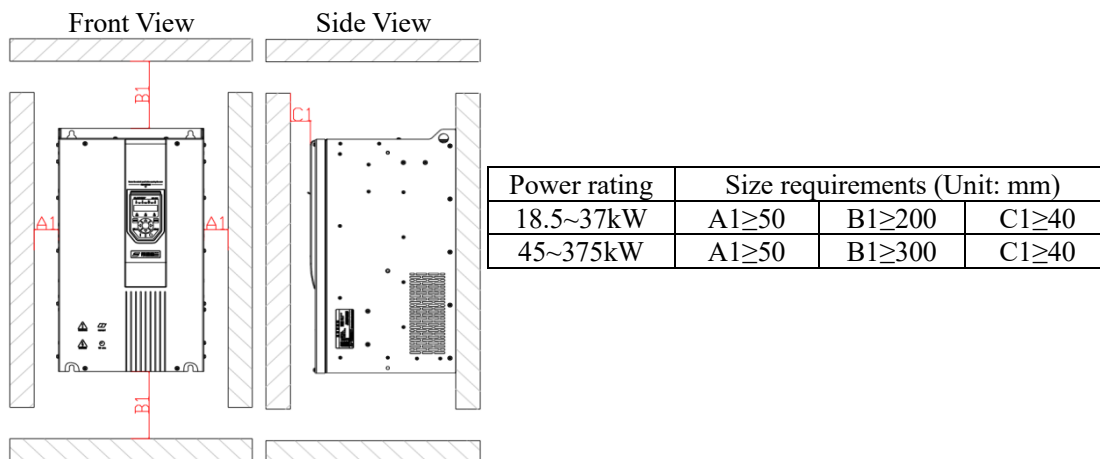 Front View
Side View
B1
C1
A1
A1
B1
Power rating Size requirements (Unit: mm)
18.5~37kW A1≥50 B1≥200 C1≥40
45~375kW A1≥50 B1≥300 C1≥40